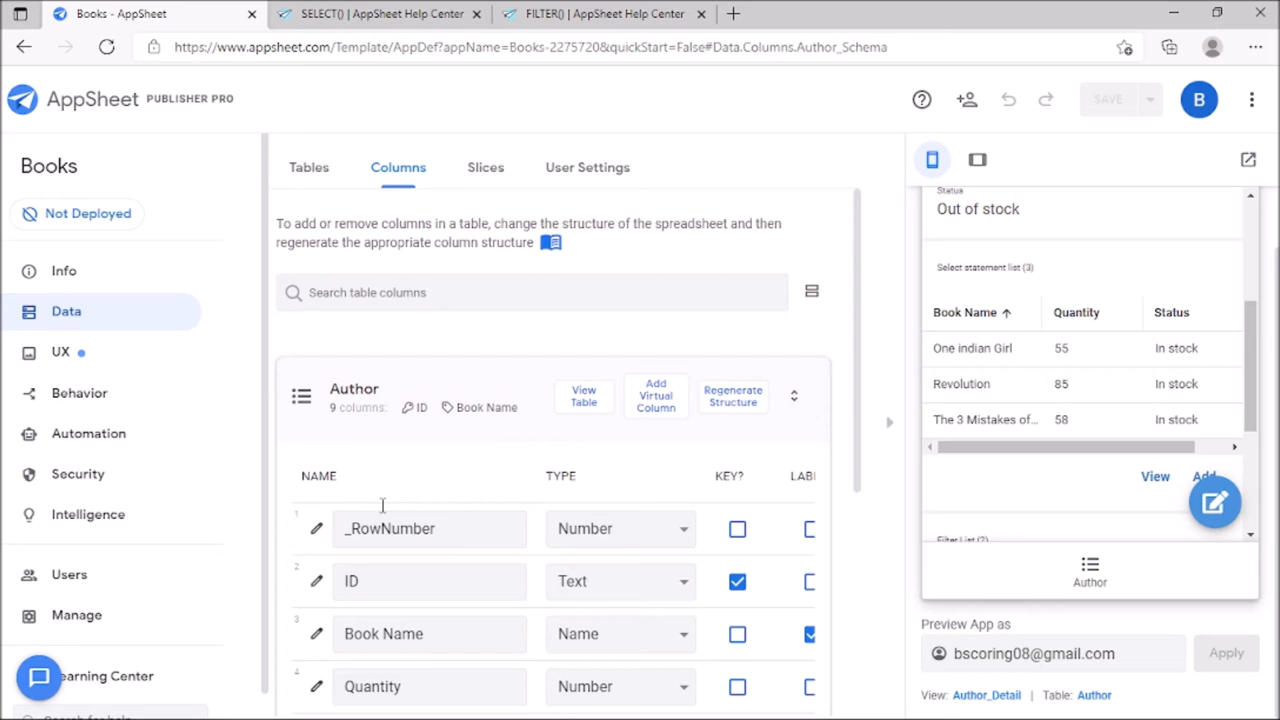 Books - AppSheet
SELECT() | AppSheet Help Center
FILTER() | AppSheet Help Center
https://www.appsheet.com/Template/AppDef?appName=Books-2275720&quickStart=False#Data.Columns.Author_Schema
AppSheet PUBLISHER PRO
SAVE
B
Books
Not Deployed
Info
Data
UX
Behavior
Automation
Security
Intelligence
Users
Manage
earning Center
Tables
Columns
Slices
User Settings
To add or remove columns in a table, change the structure of the spreadsheet and then
regenerate the appropriate column structure
Search table columns
Author
9 columns: ID Book Name
View
Table
Add
Virtual
Column
Regenerate
Structure
NAME TYPE KEY? LABI
1 _RowNumber Number
2 ID Text
3 Book Name Name
4 Quantity Number
Status
Out of stock
Select statement list (3)
Book Name Quantity Status
One indian Girl 55 In stock
Revolution 85 In stock
The 3 Mistakes of... 58 In stock
View Add
Author
Preview App as
bscoring08@gmail.com
Apply
View: Author_Detail | Table: Author